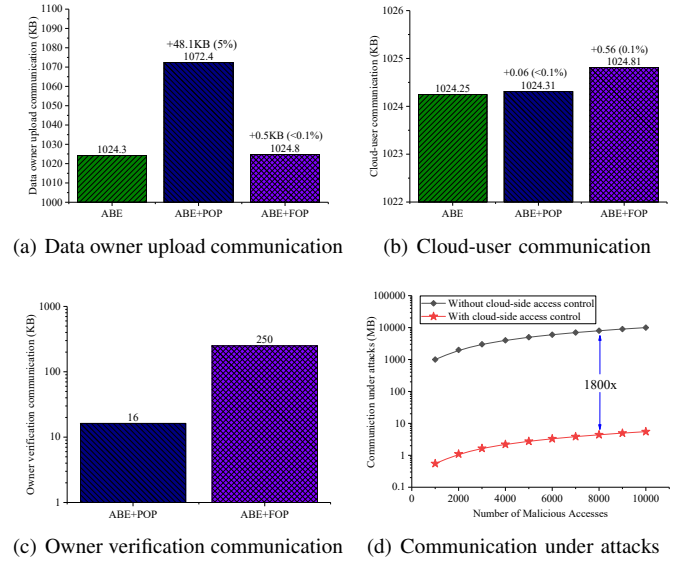 Data owner upload communication (KB)
1100
1090
1080
1070
1060
1050
1040
1030
1020
1010
1000
+48.1KB (5%)
1072.4
1024.3
+0.5KB (<0.1%)
1024.8
ABE
ABE+POP
ABE+FOP
(a) Data owner upload communication
Cloud-user communication (KB)
1026
1025
1024
1023
1022
1024.25
+0.06 (<0.1%)
1024.31
+0.56 (0.1%)
1024.81
ABE
ABE+POP
ABE+FOP
(b) Cloud-user communication
Owner verification communication (KB)
1000
100
10
1
16
250
ABE+POP
ABE+FOP
(c) Owner verification communication
Communiction under attacks (MB)
100000
10000
1000
100
10
1
0.1
Without cloud-side access control
With cloud-side access control
1800x
2000
4000
6000
8000
10000
Number of Malicious Accesses
(d) Communication under attacks